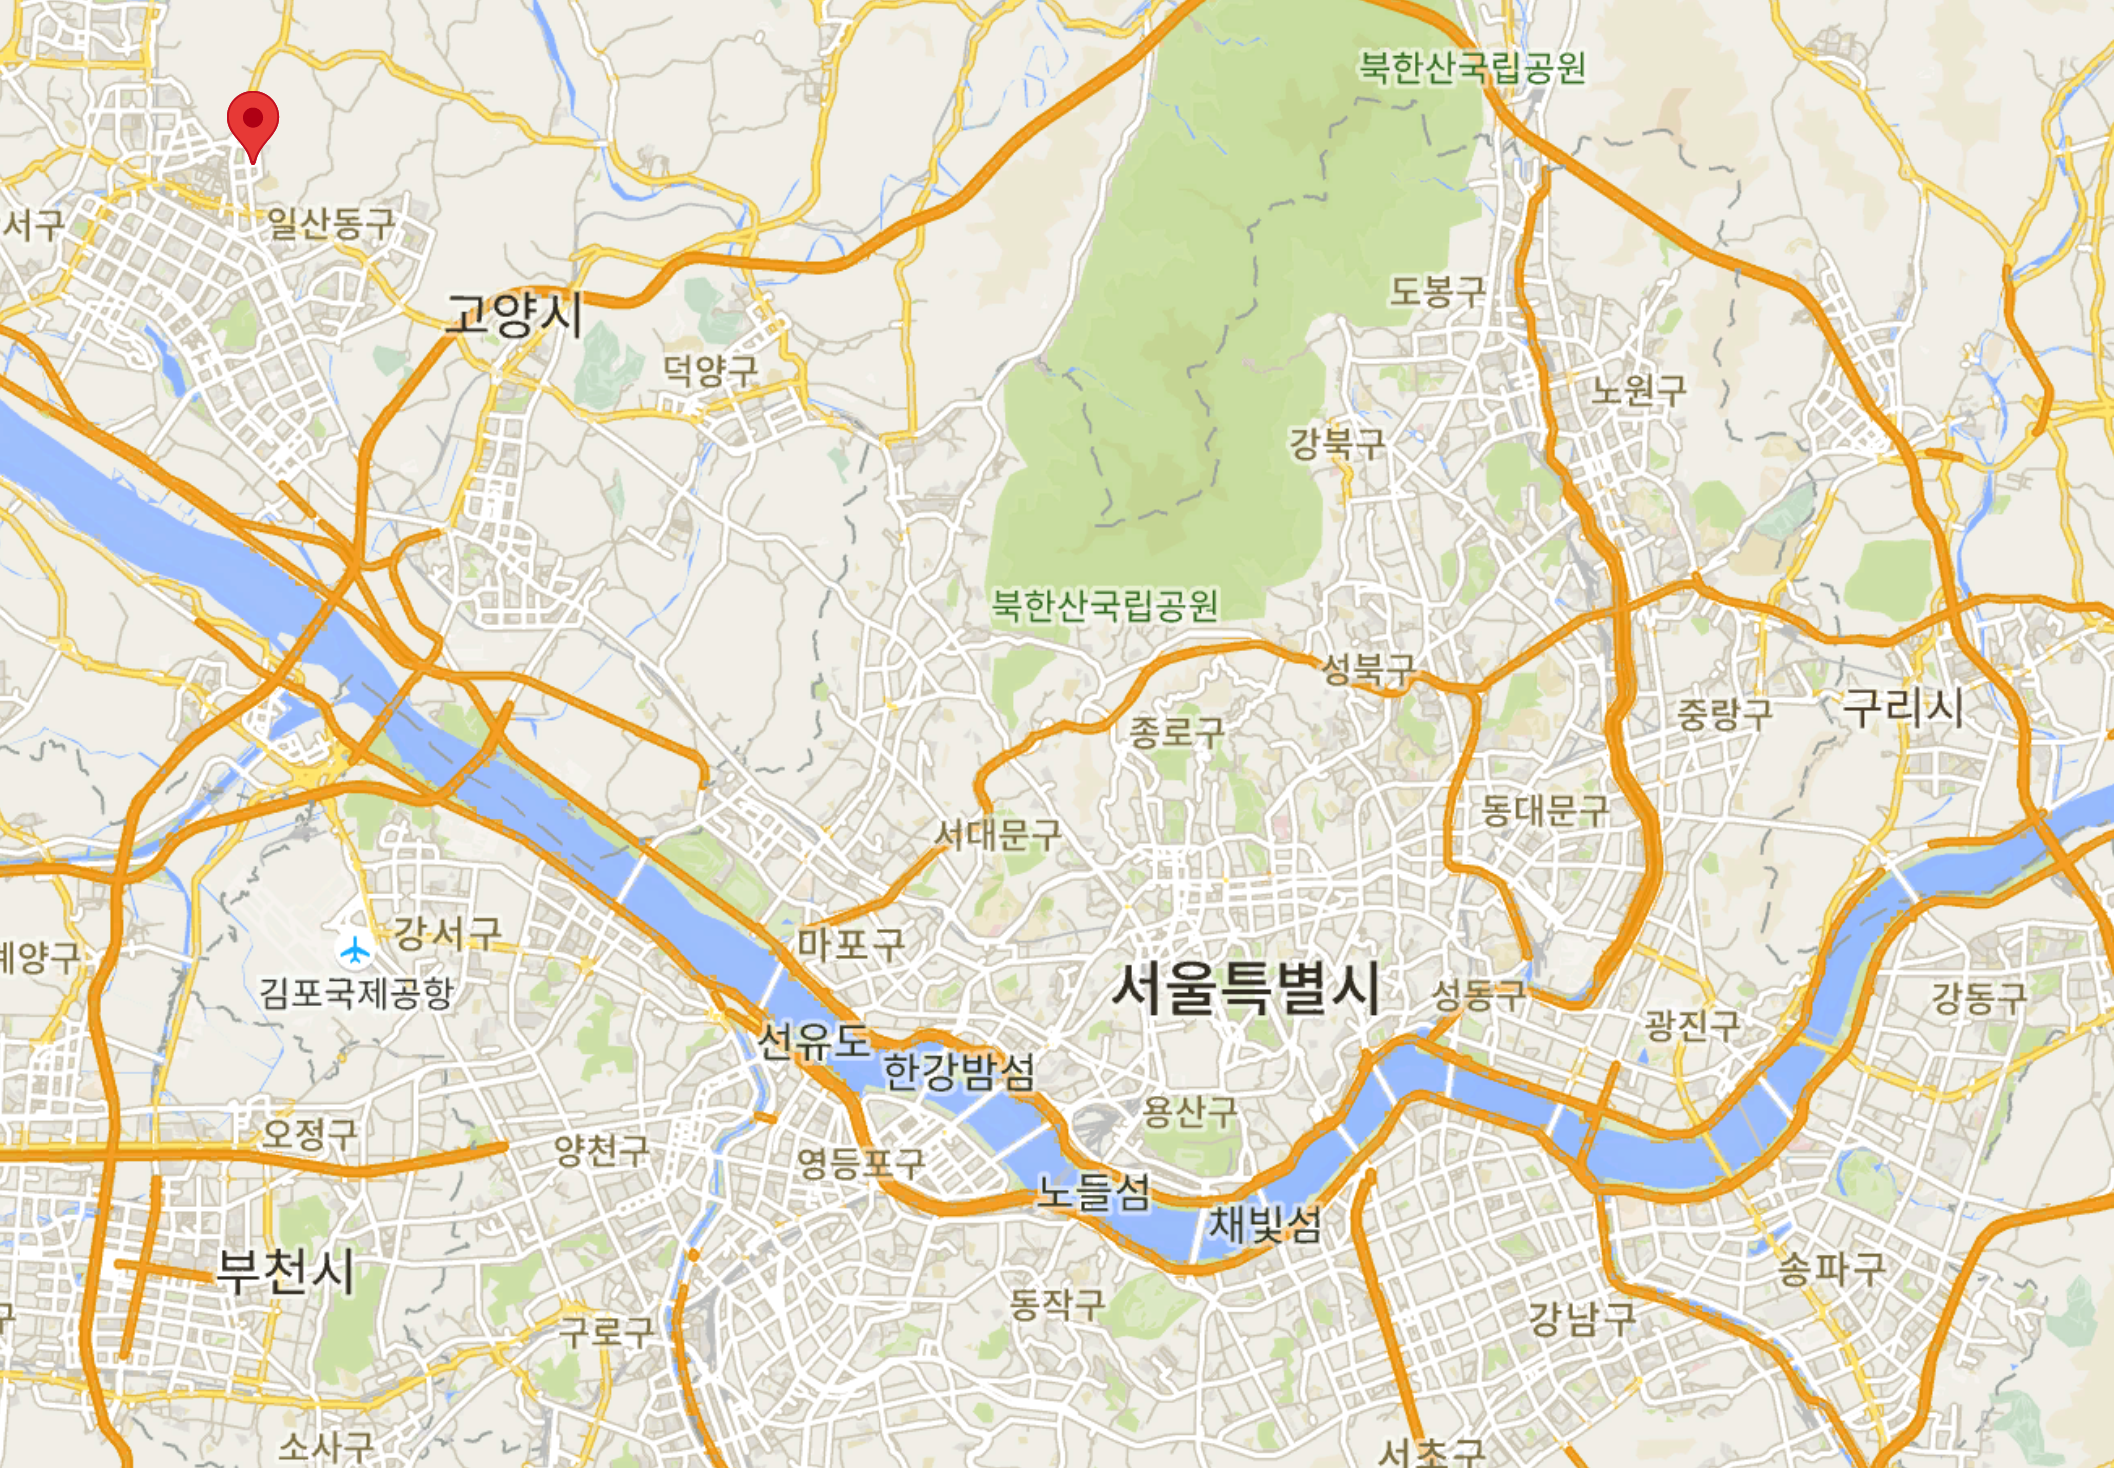 북한산국립공원
서구
일산동구
도봉구
고양시
덕양구
노원구
강북구
북한산국립공원
성북구
구리시
중랑구
종로구
동대문구
서대문구
강서구
마포구
계양구
김포국제공항
서울특별시
성동구
강동구
광진구
선유도
한강밤섬
용산구
오정구
양천구
영등포구
노들섬
채빛섬
부천시
송파구
동작구
강남구
구로구
소사구
서초구